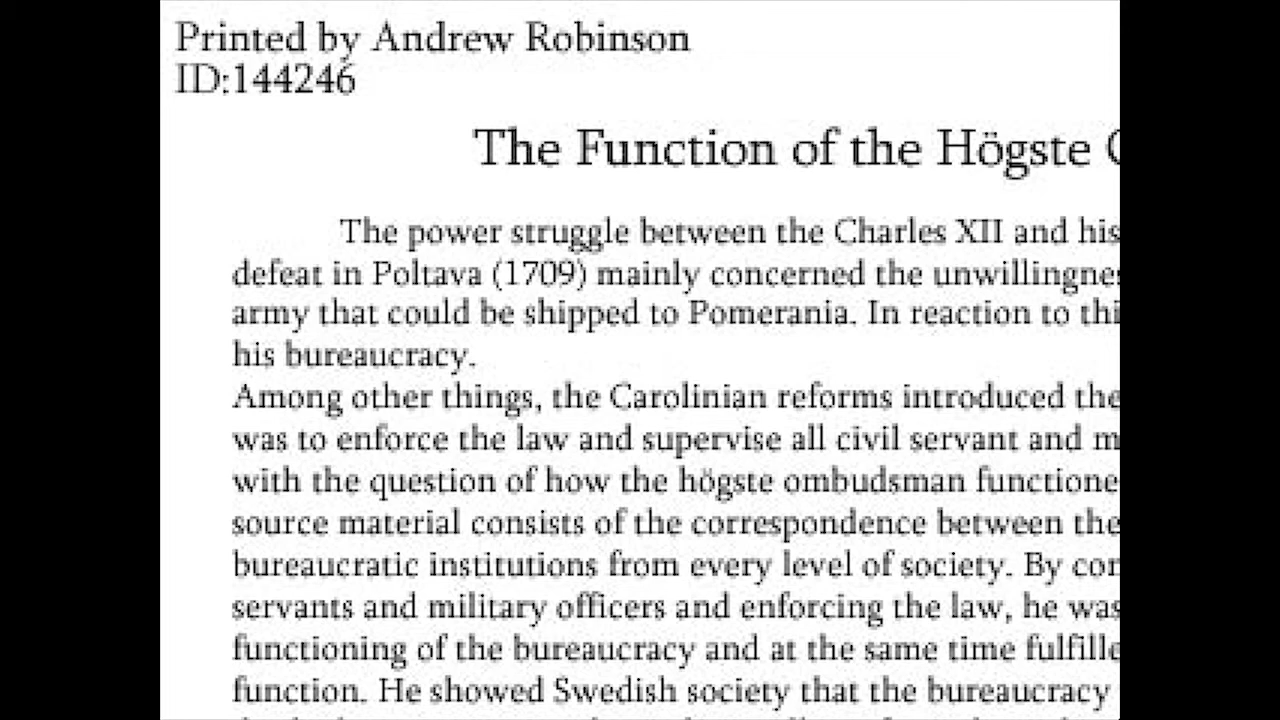 Printed by Andrew Robinson
ID:144246
The Function of the Högste
The power struggle between the Charles XII and his
defeat in Poltava (1709) mainly concerned the
army that could be shipped to Pomerania. In reaction to
his bureaucracy.
Among other things, the Carolinian reforms introduced the
was to enforce the law and supervise all civil servant and
with the question of how the högste ombudsman
source material consists of the correspondence between the
bureaucratic institutions from every level of society. By
servants and military officers and enforcing the law, he was
functioning of the bureaucracy and at the same time
function. He showed Swedish society that the bureaucracy